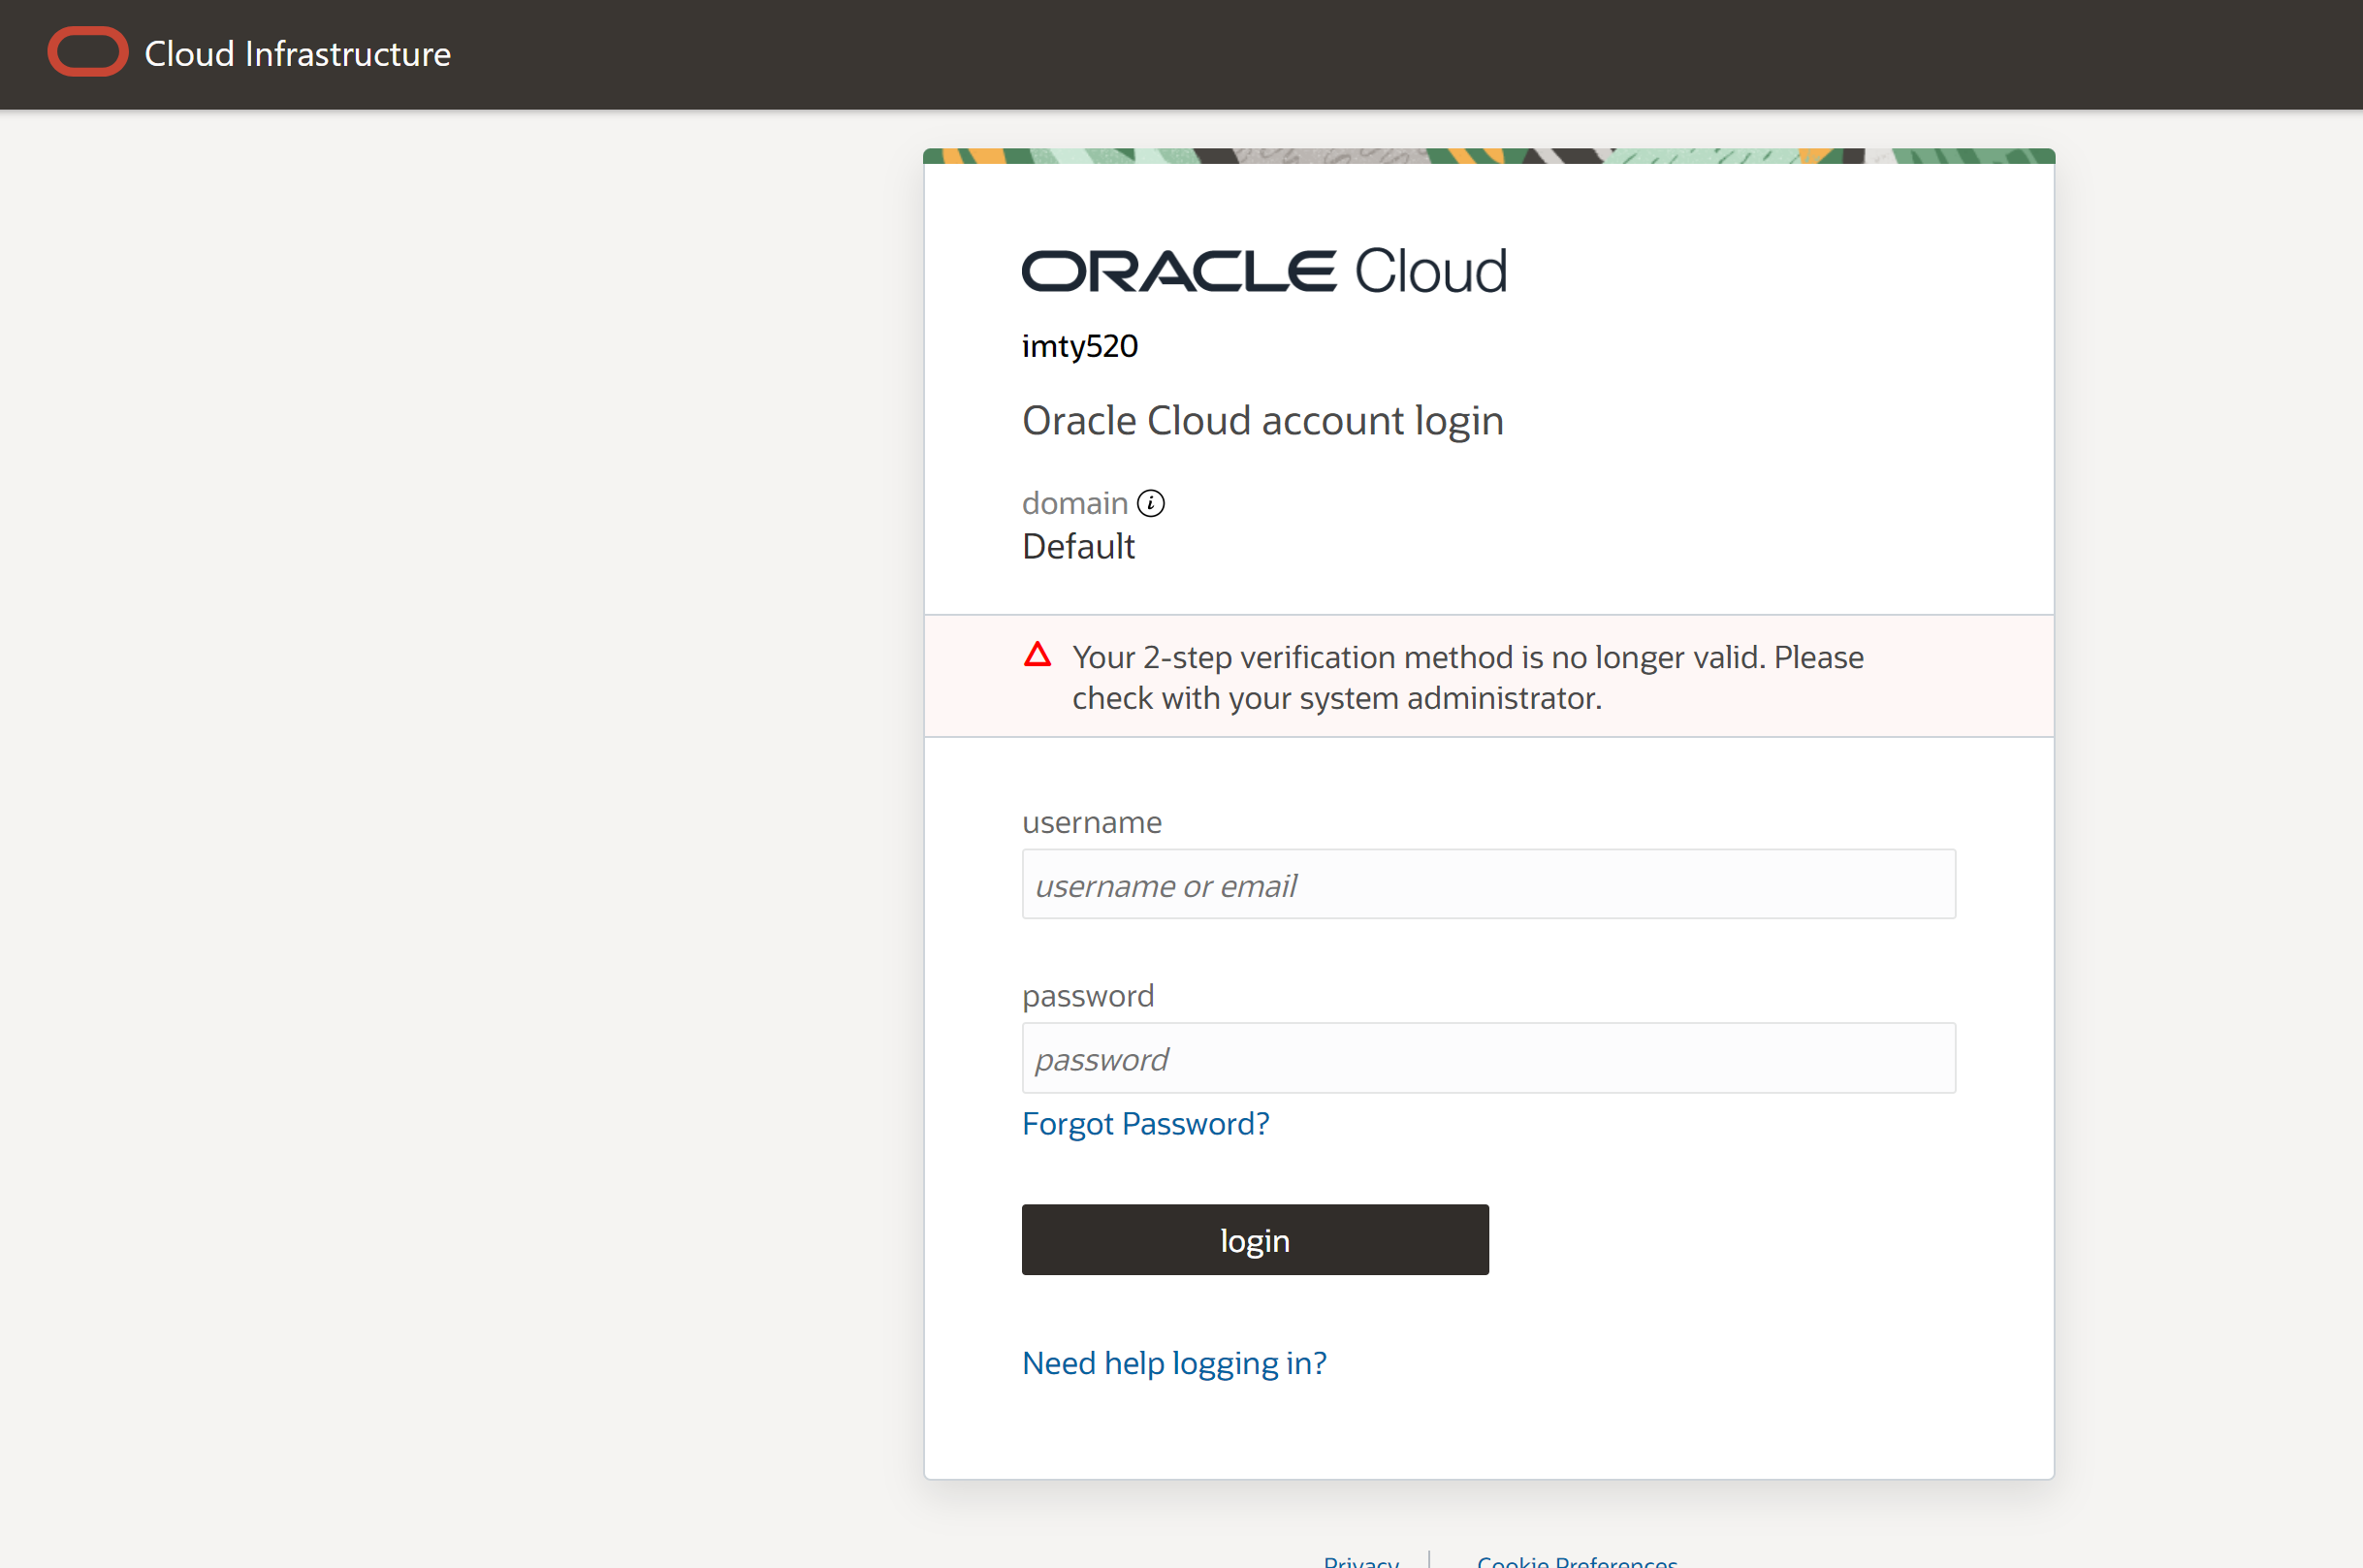 Cloud Infrastructure
ORACLE Cloud
imty520
Oracle Cloud account login
domain
Default
Your 2-step verification method is no longer valid. Please
check with your system administrator.
username
username or email
password
password
Forgot Password?
login
Need help logging in?
Privacy
Cookie Preferences